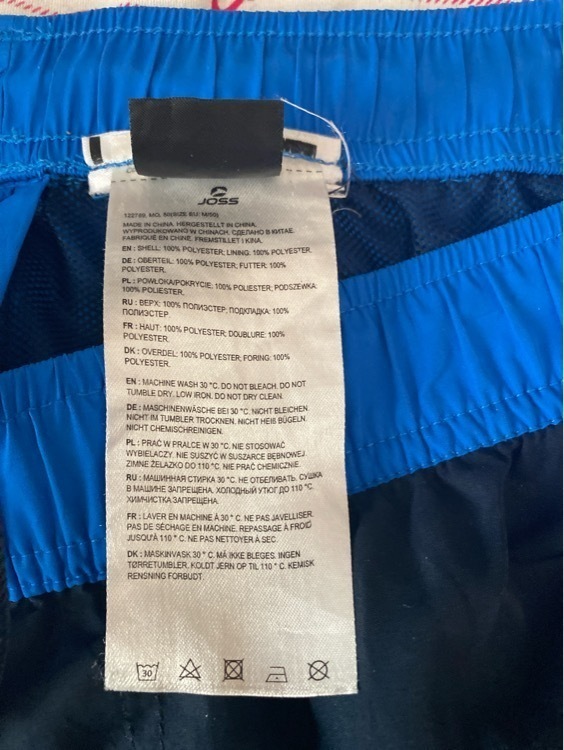 JOSS
122789, MQ, 50(SIZE EU: M/50)
MADE IN CHINA. HERGESTELLT IN CHINA.
WYPRODUKOWANO W CHINACH. СДЕЛАНО В КИТАЕ.
FABRIQUÉ EN CHINE. FREMSTILLET I KINA.
EN : SHELL: 100% POLYESTER; LINING: 100% POLYESTER.
DE : OBERTEIL: 100% POLYESTER; FUTTER: 100%
POLYESTER.
PL : POWŁOKA/POKRYCIE: 100% POLIESTER; PODSZEWKA:
100% POLIESTER.
RU : ВЕРХ: 100% ПОЛИЭСТЕР; ПОДКЛАДКА: 100%
ПОЛИЭСТЕР.
FR : HAUT: 100% POLYESTER; DOUBLURE: 100%
POLYESTER.
DK : OVERDEL: 100% POLYESTER; FORING: 100%
POLYESTER.
EN : MACHINE WASH 30 °C. DO NOT BLEACH. DO NOT
TUMBLE DRY. LOW IRON. DO NOT DRY CLEAN.
DE : MASCHINENWÄSCHE BEI 30 °C. NICHT BLEICHEN.
NICHT IM TUMBLER TROCKNEN. NICHT HEIß BÜGELN.
NICHT CHEMISCHREINIGEN.
PL : PRAĆ W PRALCE W 30 °C. NIE STOSOWAĆ
WYBIELACZY. NIE SUSZYĆ W SUSZARCE BĘBNOWEJ.
ZIMNE ŻELAZKO DO 110 °C. NIE PRAĆ CHEMICZNIE.
RU : МАШИННАЯ СТИРКА 30 °C. НЕ ОТБЕЛИВАТЬ. СУШКА
В МАШИНЕ ЗАПРЕЩЕНА. ХОЛОДНЫЙ УТЮГ ДО 110 °C.
ХИМЧИСТКА ЗАПРЕЩЕНА.
FR : LAVER EN MACHINE À 30 °C. NE PAS JAVELLISER.
PAS DE SÉCHAGE EN MACHINE. REPASSAGE À FROID
JUSQU'À 110 °C. NE PAS NETTOYER À SEC.
DK : MASKINVASK 30 °C. MÅ IKKE BLEGES. INGEN
TØRRETUMBLER. KOLDT JERN OP TIL 110 °C. KEMISK
RENSNING FORBUDT.
30